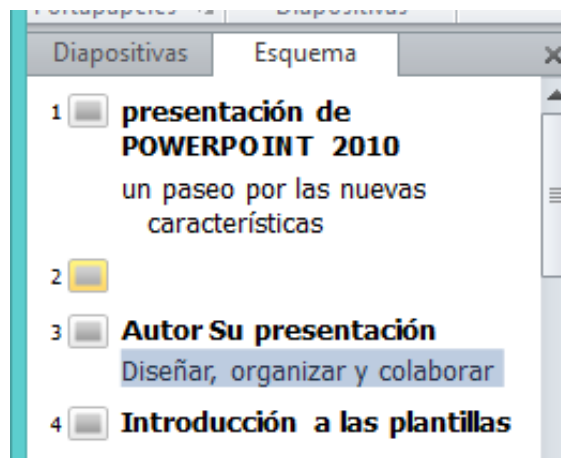 Portapapeles Diapositivas
Diapositivas Esquema
1 presentación de
POWERPOINT 2010
un paseo por las nuevas
características
2
3 Autor Su presentación
Diseñar, organizar y colaborar
4 Introducción a las plantillas